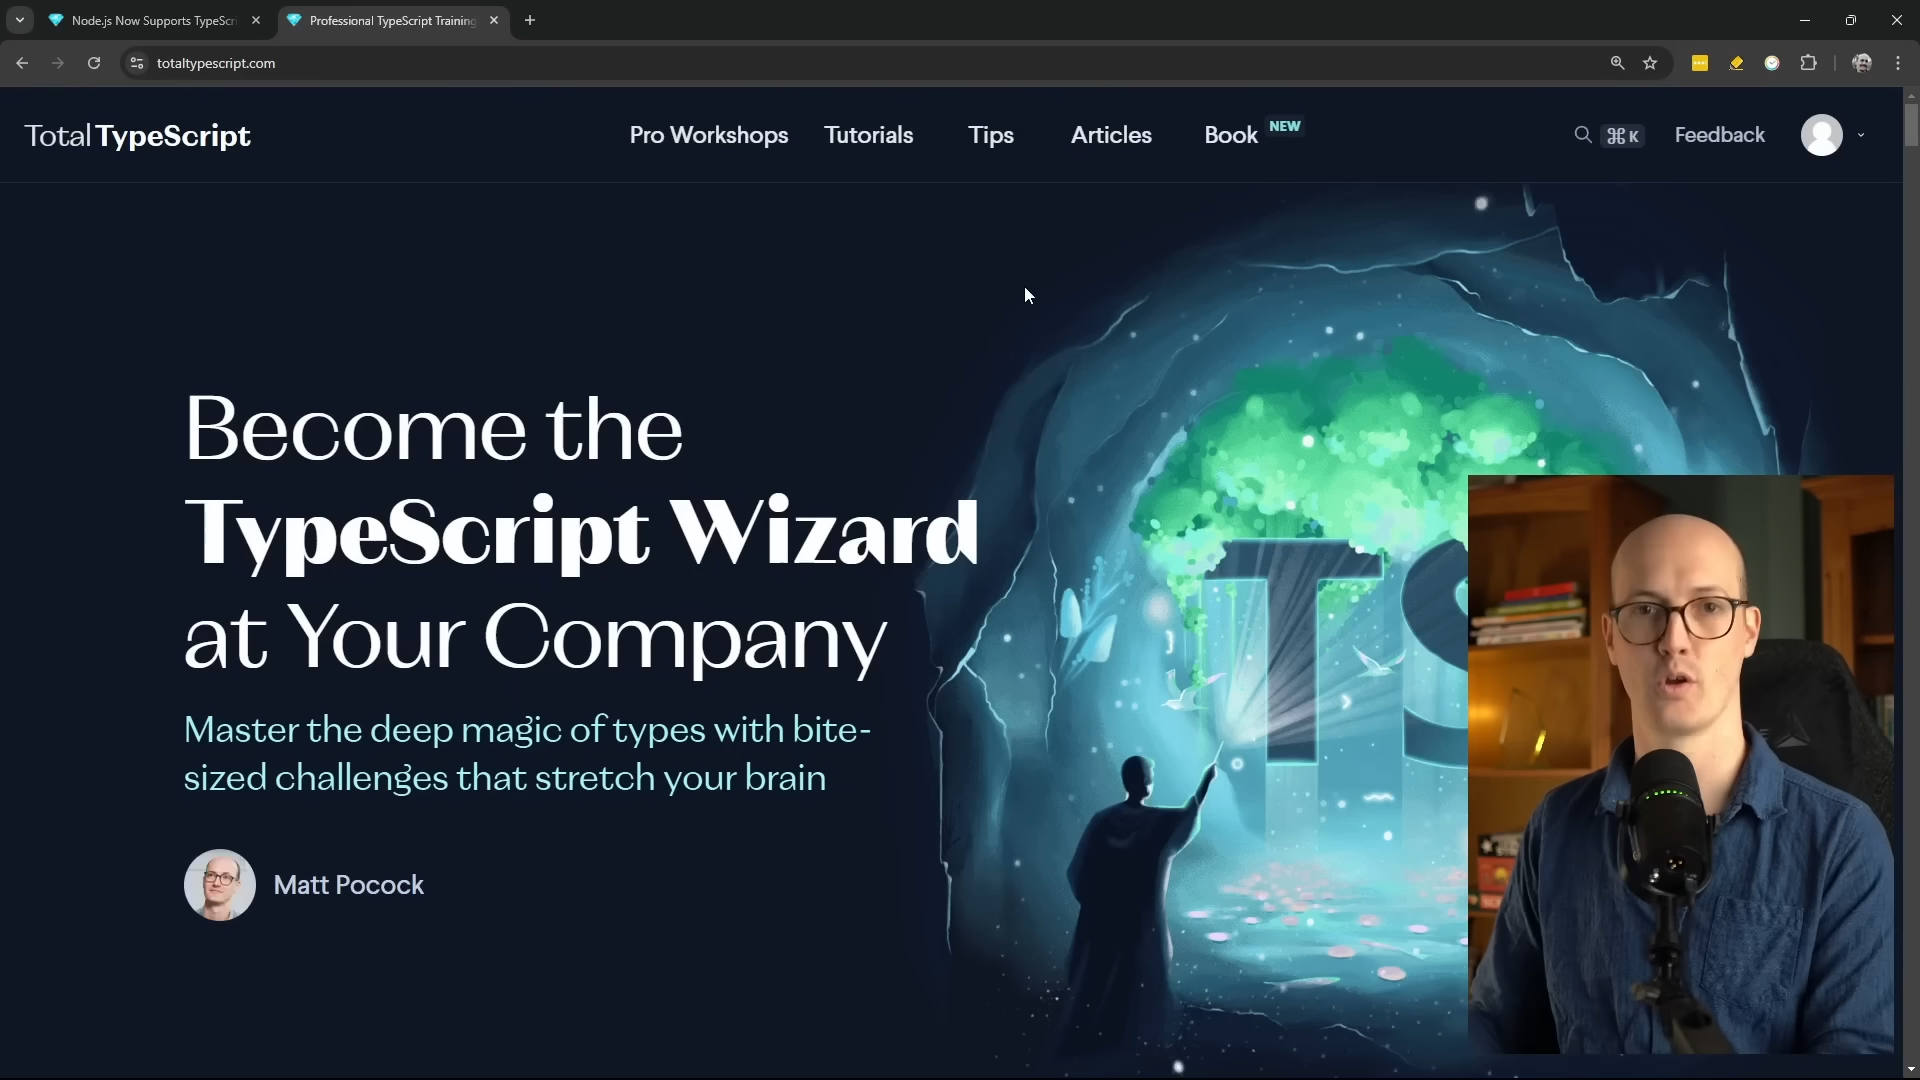 Node.js Now Supports TypeScri
Professional TypeScript Training
totaltypescript.com
Total TypeScript
Pro Workshops
Tutorials
Tips
Articles
Book NEW
⌘ K
Feedback
Become the
TypeScript Wizard
at Your Company
Master the deep magic of types with bite-
sized challenges that stretch your brain
TS
Matt Pocock